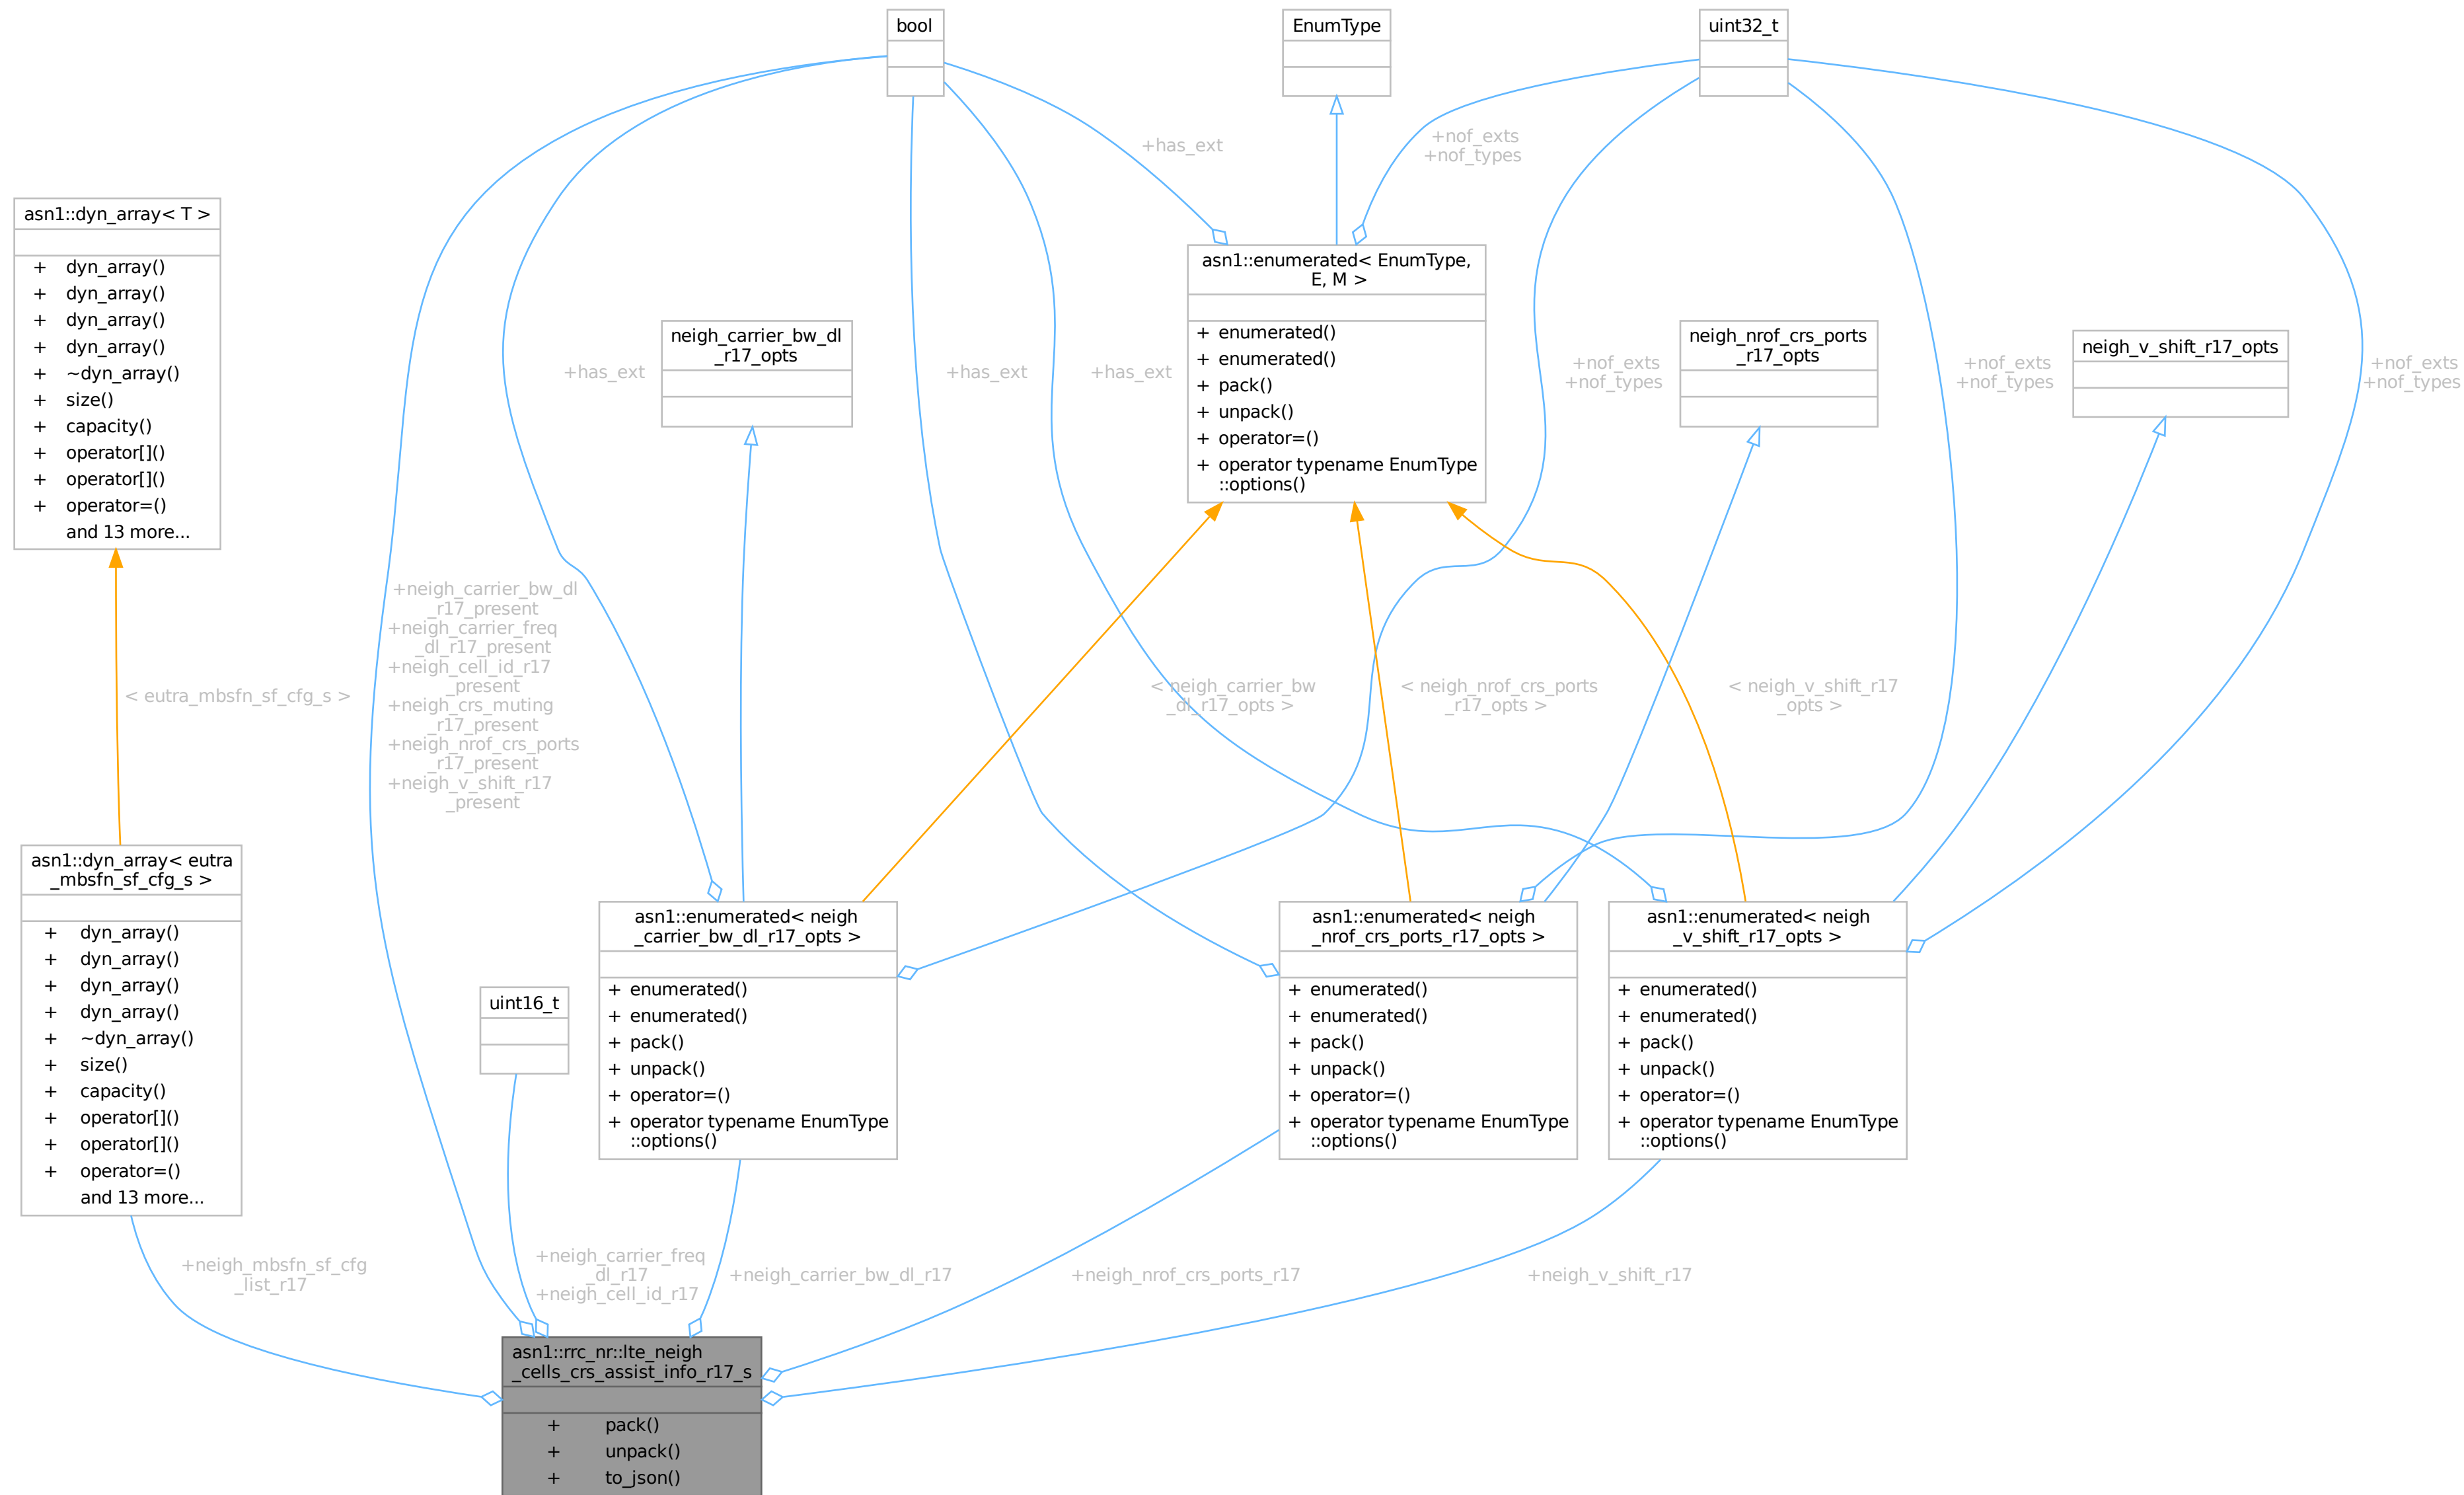 bool
EnumType
uint32_t
+has_ext
+nof_exts
+nof_types
asn1::dyn_array< T >
+ dyn_array()
+ dyn_array()
+ dyn_array()
+ dyn_array()
+ ~dyn_array()
+ size()
+ capacity()
+ operator[]()
+ operator[]()
+ operator=()
and 13 more...
asn1::enumerated< EnumType,
E, M >
+ enumerated()
+ enumerated()
+ pack()
+ unpack()
+ operator=()
+ operator typename EnumType
::options()
+has_ext
neigh_carrier_bw_dl
_r17_opts
+has_ext
+has_ext
+nof_exts
+nof_types
neigh_nrof_crs_ports
_r17_opts
+nof_exts
+nof_types
neigh_v_shift_r17_opts
+nof_exts
+nof_types
< eutra_mbsfn_sf_cfg_s >
+neigh_carrier_bw_dl
_r17_present
+neigh_carrier_freq
_dl_r17_present
+neigh_cell_id_r17
_present
+neigh_crs_muting
_r17_present
+neigh_nrof_crs_ports
_r17_present
+neigh_v_shift_r17
_present
< neigh_carrier_bw
_dl_r17_opts >
< neigh_nrof_crs_ports
_r17_opts >
< neigh_v_shift_r17
_opts >
asn1::dyn_array< eutra
_mbsfn_sf_cfg_s >
+ dyn_array()
+ dyn_array()
+ dyn_array()
+ dyn_array()
+ ~dyn_array()
+ size()
+ capacity()
+ operator[]()
+ operator[]()
+ operator=()
and 13 more...
uint16_t
asn1::enumerated< neigh
_carrier_bw_dl_r17_opts >
+ enumerated()
+ enumerated()
+ pack()
+ unpack()
+ operator=()
+ operator typename EnumType
::options()
asn1::enumerated< neigh
_nrof_crs_ports_r17_opts >
+ enumerated()
+ enumerated()
+ pack()
+ unpack()
+ operator=()
+ operator typename EnumType
::options()
asn1::enumerated< neigh
_v_shift_r17_opts >
+ enumerated()
+ enumerated()
+ pack()
+ unpack()
+ operator=()
+ operator typename EnumType
::options()
+neigh_mbsfn_sf_cfg
_list_r17
+neigh_carrier_freq
_dl_r17
+neigh_cell_id_r17
+neigh_carrier_bw_dl_r17
+neigh_nrof_crs_ports_r17
+neigh_v_shift_r17
asn1::rrc_nr::lte_neigh
_cells_crs_assist_info_r17_s
+ pack()
+ unpack()
+ to_json()